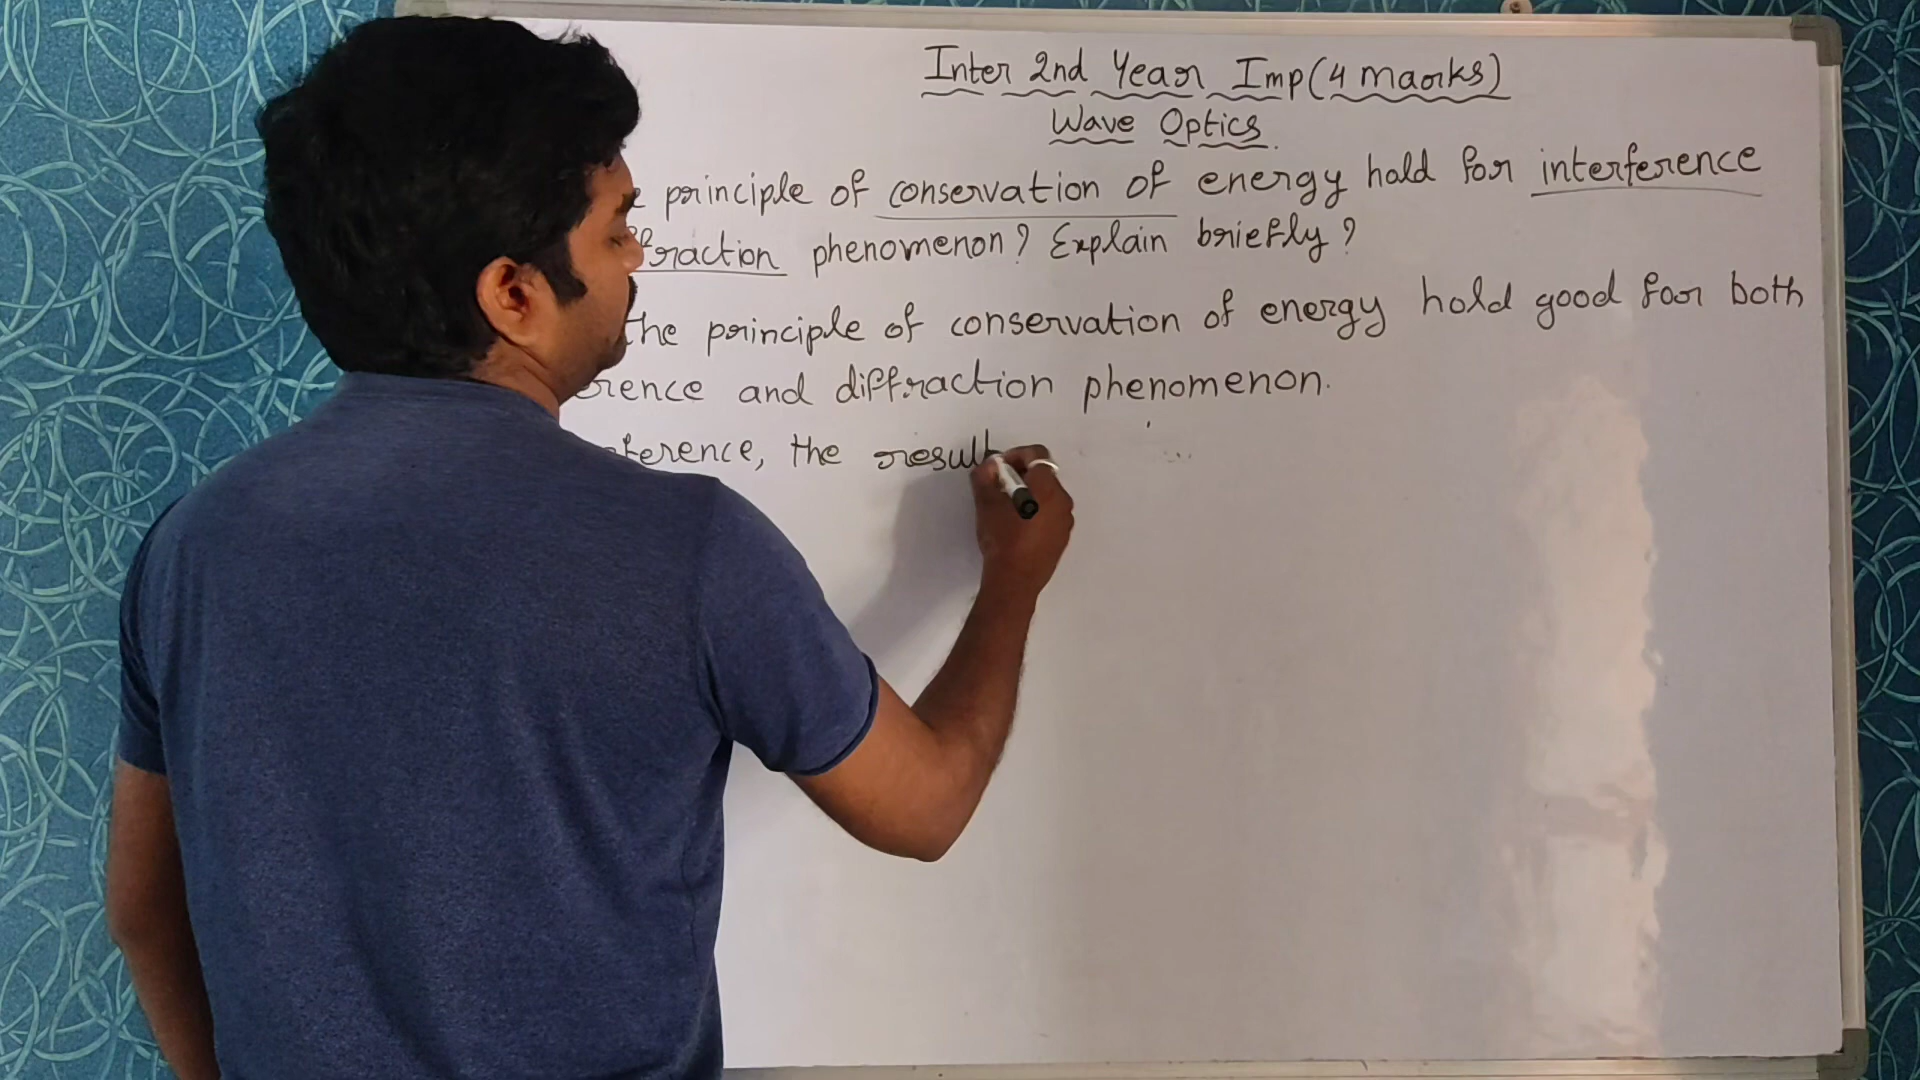 Inter 2nd Year Imp (4 marks)
Wave Optics.
principle of conservation of energy hold for interference
phenomenon? Explain briefly?
the principle of conservation of energy hold good for both
and diffraction phenomenon.
the result